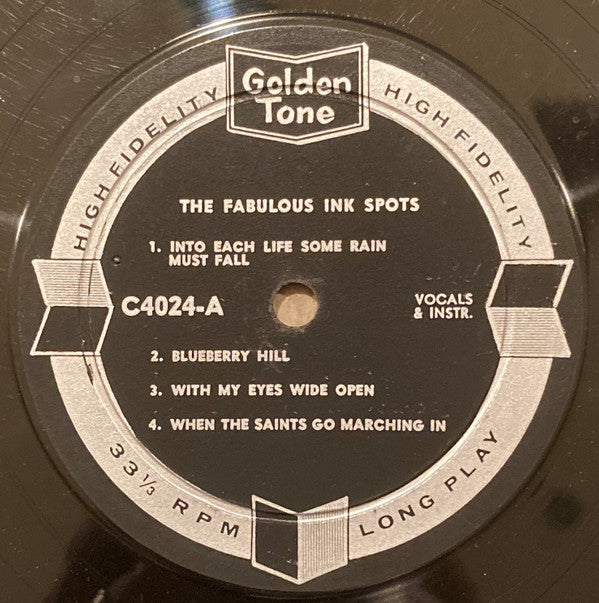 Golden
Tone
HIGH FIDELITY
HIGH FIDELITY
THE FABULOUS INK SPOTS
1. INTO EACH LIFE SOME RAIN
MUST FALL
C4024-A
VOCALS
& INSTR.
2. BLUEBERRY HILL
3. WITH MY EYES WIDE OPEN
4. WHEN THE SAINTS GO MARCHING IN
33 1/3 RPM
LONG PLAY